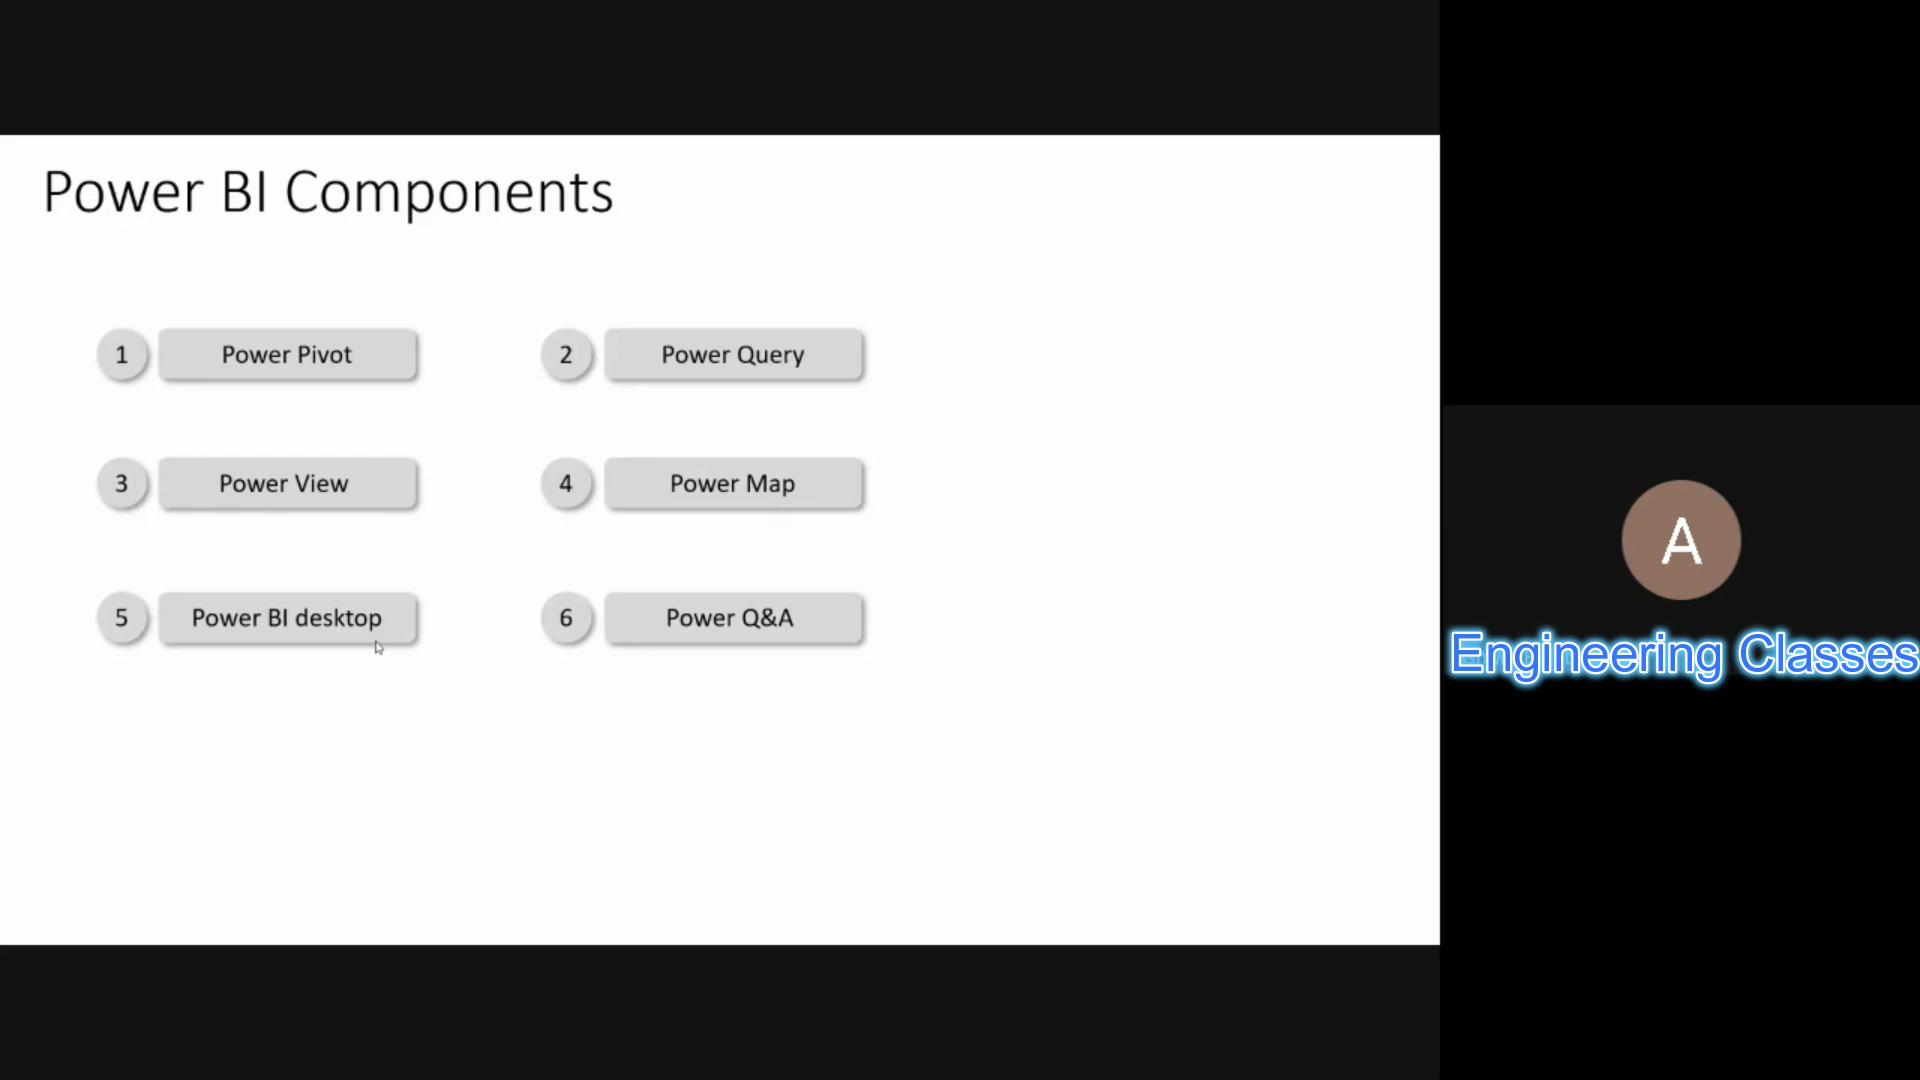 Power BI Components
1 Power Pivot
2 Power Query
3 Power View
4 Power Map
5 Power BI desktop
6 Power Q&A
A
Engineering Classes